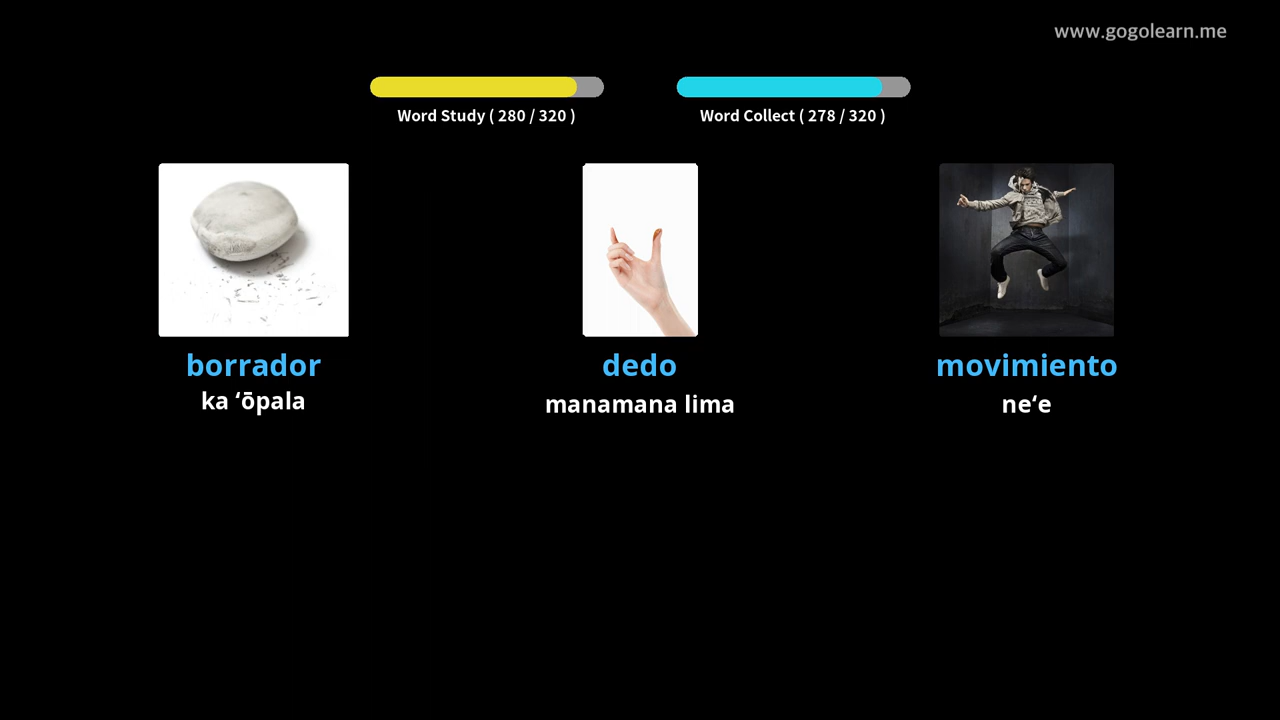 www.gogolearn.me
Word Study ( 280 / 320 )
Word Collect ( 278 / 320 )
borrador
ka ʻōpala
dedo
manamana lima
movimiento
neʻe